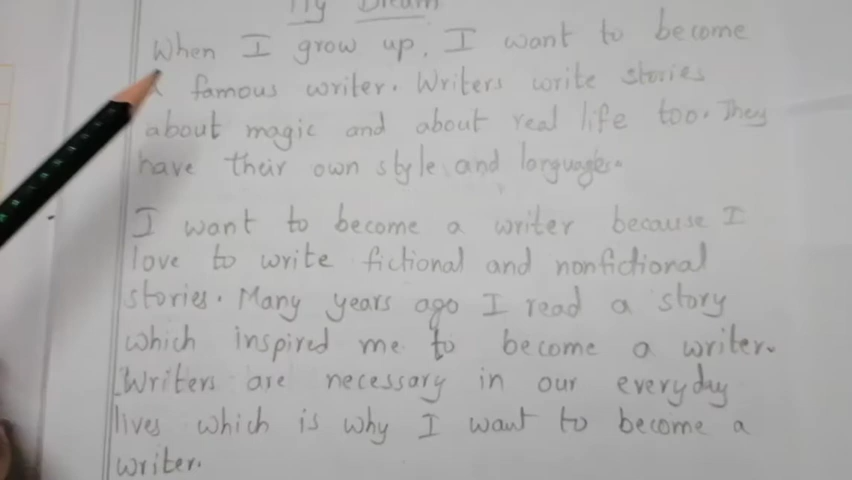 My Dream
When I grow up, I want to become
a famous writer. Writers write stories
about magic and about real life too. They
have their own style and languages.
I want to become a writer because I
love to write fictional and nonfictional
stories. Many years ago I read a story
which inspired me to become a writer.
Writers are necessary in our everyday
lives which is why I want to become a
writer.